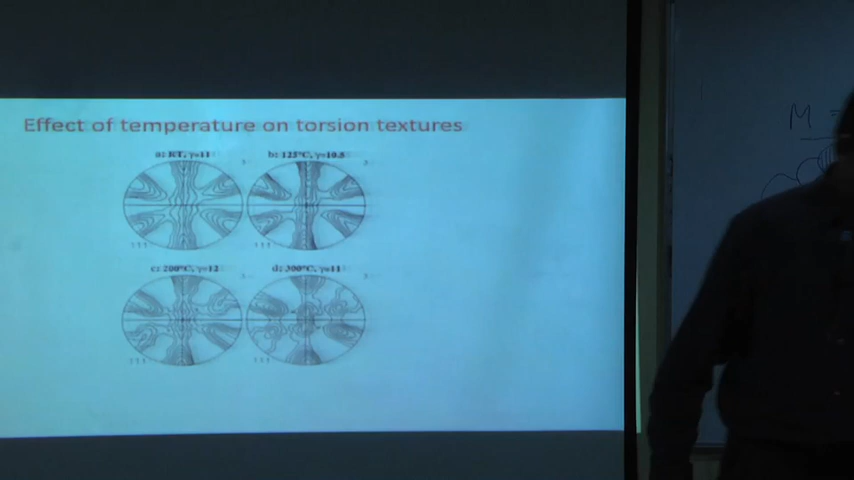 Effect of temperature on torsion textures
a: RT, γ=11
b: 125°C, γ=10.5
c: 200°C, γ=12
d: 300°C, γ=11
M =